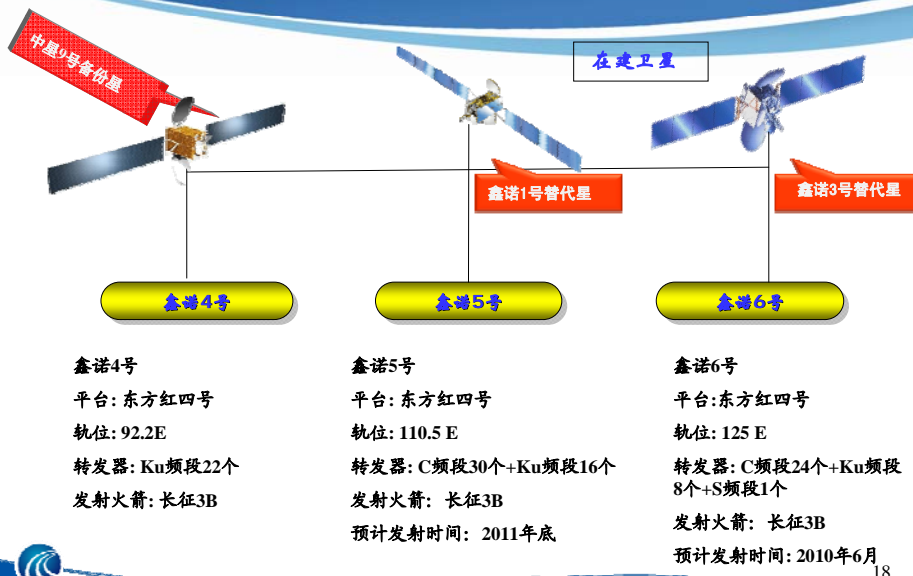 中星9号备份星
在建卫星
鑫诺1号替代星
鑫诺3号替代星
鑫诺4号
鑫诺5号
鑫诺6号
鑫诺4号
平台: 东方红四号
轨位: 92.2E
转发器: Ku频段22个
发射火箭: 长征3B
鑫诺5号
平台: 东方红四号
轨位: 110.5 E
转发器: C频段30个+Ku频段16个
发射火箭: 长征3B
预计发射时间: 2011年底
鑫诺6号
平台:东方红四号
轨位: 125 E
转发器: C频段24个+Ku频段
8个+S频段1个
发射火箭: 长征3B
预计发射时间: 2010年6月
18